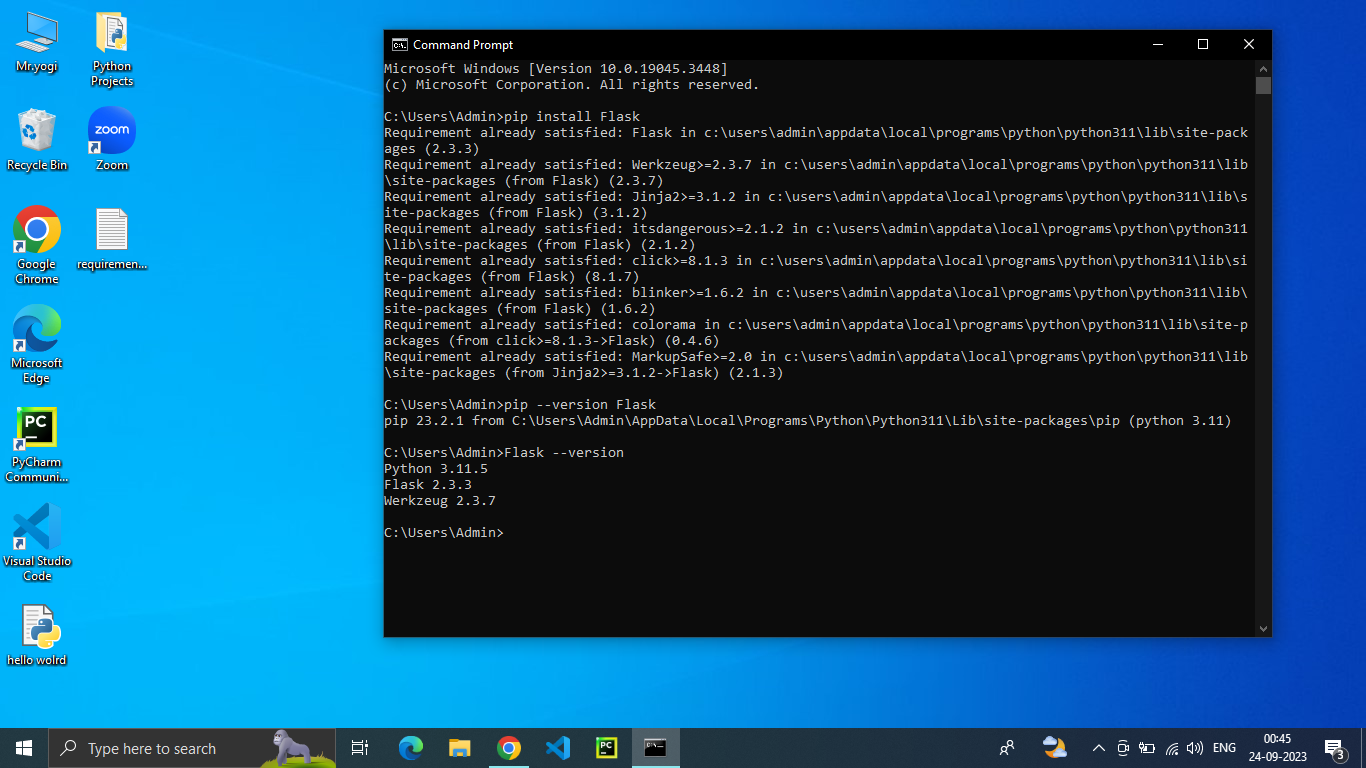 Mr.yogi
Python
Projects
Recycle Bin
zoom
Zoom
Google
Chrome
requiremen...
Microsoft
Edge
PC
PyCharm
Communi...
Visual Studio
Code
hello wolrd
Command Prompt
Microsoft Windows [Version 10.0.19045.3448]
(c) Microsoft Corporation. All rights reserved.
C:\Users\Admin>pip install Flask
Requirement already satisfied: Flask in c:\users\admin\appdata\local\programs\python\python311\lib\site-pack
ages (2.3.3)
Requirement already satisfied: Werkzeug>=2.3.7 in c:\users\admin\appdata\local\programs\python\python311\lib
\site-packages (from Flask) (2.3.7)
Requirement already satisfied: Jinja2>=3.1.2 in c:\users\admin\appdata\local\programs\python\python311\lib\s
ite-packages (from Flask) (3.1.2)
Requirement already satisfied: itsdangerous>=2.1.2 in c:\users\admin\appdata\local\programs\python\python311
\lib\site-packages (from Flask) (2.1.2)
Requirement already satisfied: click>=8.1.3 in c:\users\admin\appdata\local\programs\python\python311\lib\si
te-packages (from Flask) (8.1.7)
Requirement already satisfied: blinker>=1.6.2 in c:\users\admin\appdata\local\programs\python\python311\lib\
site-packages (from Flask) (1.6.2)
Requirement already satisfied: colorama in c:\users\admin\appdata\local\programs\python\python311\lib\site-p
ackages (from click>=8.1.3->Flask) (0.4.6)
Requirement already satisfied: MarkupSafe>=2.0 in c:\users\admin\appdata\local\programs\python\python311\lib
\site-packages (from Jinja2>=3.1.2->Flask) (2.1.3)
C:\Users\Admin>pip --version Flask
pip 23.2.1 from C:\Users\Admin\AppData\Local\Programs\Python\Python311\Lib\site-packages\pip (python 3.11)
C:\Users\Admin>Flask --version
Python 3.11.5
Flask 2.3.3
Werkzeug 2.3.7
C:\Users\Admin>
Type here to search
PC
ENG
00:45
24-09-2023
3